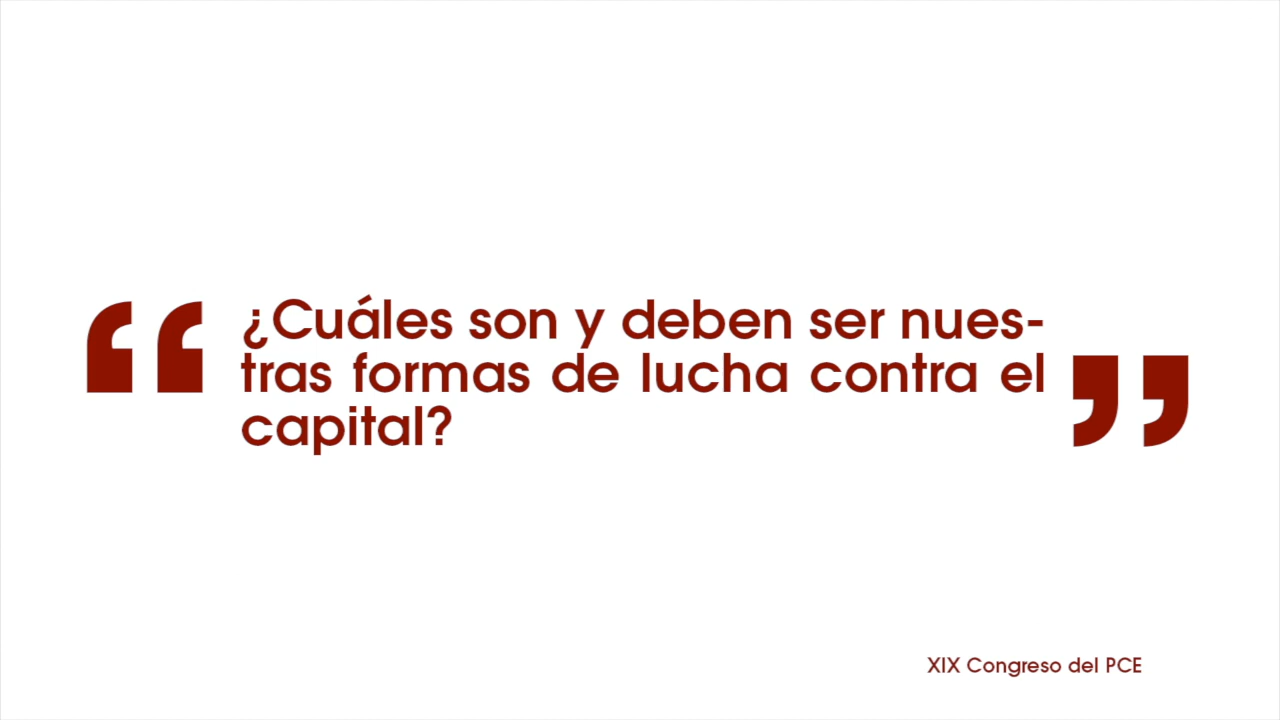 “ ¿Cuáles son y deben ser nues-
tras formas de lucha contra el
capital? ”
XIX Congreso del PCE